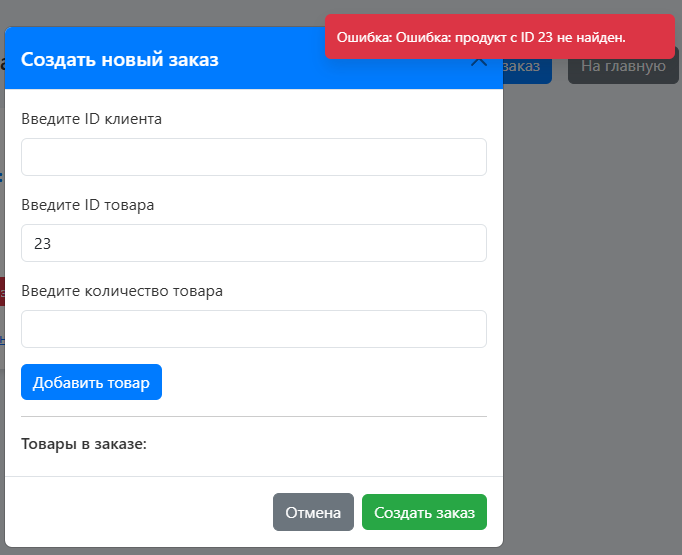 Ошибка: Ошибка: продукт с ID 23 не найден.
Создать новый заказ
заказ
На главную
Введите ID клиента
Введите ID товара
23
Введите количество товара
Добавить товар
Товары в заказе:
Отмена
Создать заказ